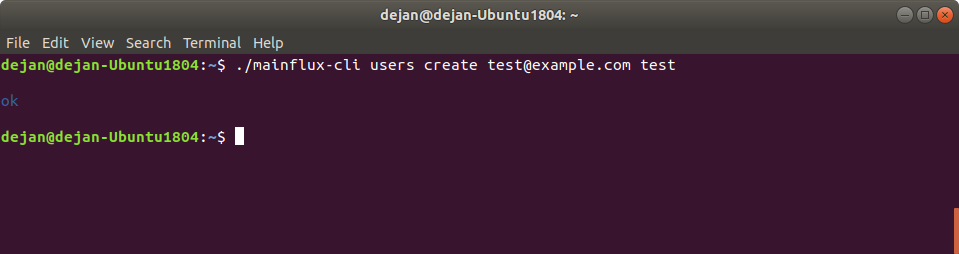 dejan@dejan-Ubuntu1804: ~
File Edit View Search Terminal Help
dejan@dejan-Ubuntu1804:~$ ./mainflux-cli users create test@example.com test
ok
dejan@dejan-Ubuntu1804:~$